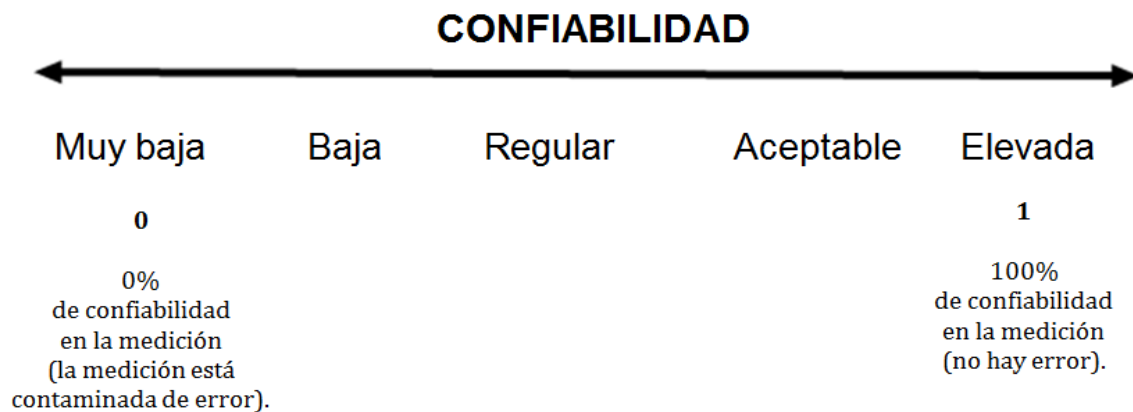 CONFIABILIDAD
Muy baja Baja Regular Aceptable Elevada
0 1
0%
de confiabilidad
en la medición
(la medición está
contaminada de error).
100%
de confiabilidad
en la medición
(no hay error).